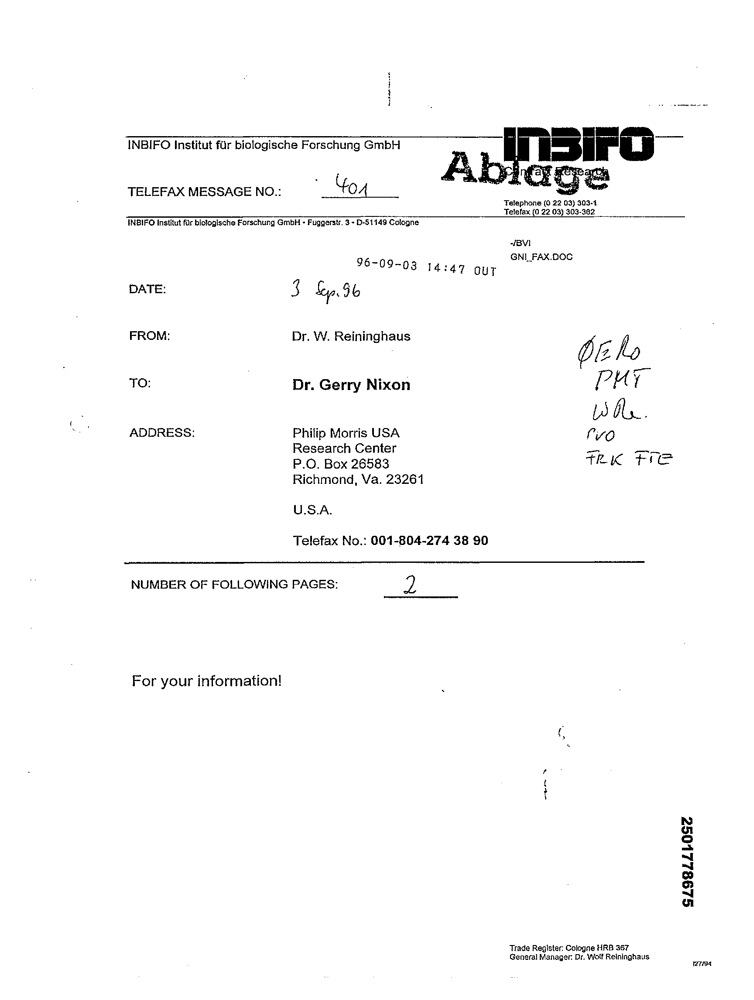 INBIFO Institut für biologische Forschung GmbH
INBIFO
Contract Research
Ablage
TELEFAX MESSAGE NO.: 401
Telephone (0 22 03) 303-1
Telefax (0 22 03) 303-362
INBIFO Institut für biologische Forschung GmbH • Fuggerstr. 3 • D-51149 Cologne
-/BVI
GNI_FAX.DOC
96-09-03 14:47 OUT
DATE: 3 Sep. 96
FROM: Dr. W. Reininghaus
TO: Dr. Gerry Nixon
PMT
ADDRESS: Philip Morris USA
Research Center
P.O. Box 26583
Richmond, Va. 23261
FRK FTE
U.S.A.
Telefax No.: 001-804-274 38 90
NUMBER OF FOLLOWING PAGES: 2
For your information!
2501778675
Trade Register: Cologne HRB 367
General Manager: Dr. Wolf Reininghaus